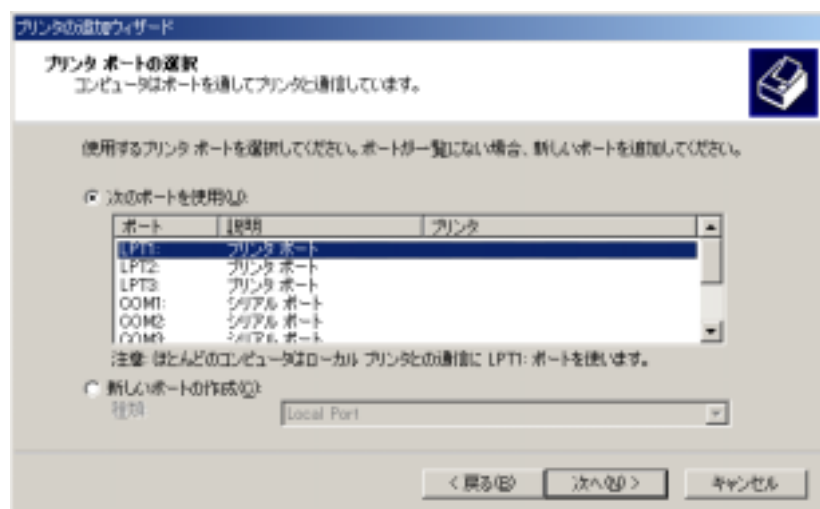 プリンタの追加ウィザード
プリンタ ポートの選択
コンピュータはポートを通してプリンタと通信しています。
使用するプリンタ ポートを選択してください。ポートが一覧にない場合、新しいポートを追加してください。
次のポートを使用(U):
ポート 説明 プリンタ
LPT1: プリンタ ポート
LPT2: プリンタ ポート
LPT3: プリンタ ポート
COM1: シリアル ポート
COM2: シリアル ポート
COM3: シリアル ポート
注意: ほとんどのコンピュータはローカル プリンタとの通信に LPT1: ポートを使います。
新しいポートの作成(C):
種類
Local Port
< 戻る(B) 次へ(N) > キャンセル